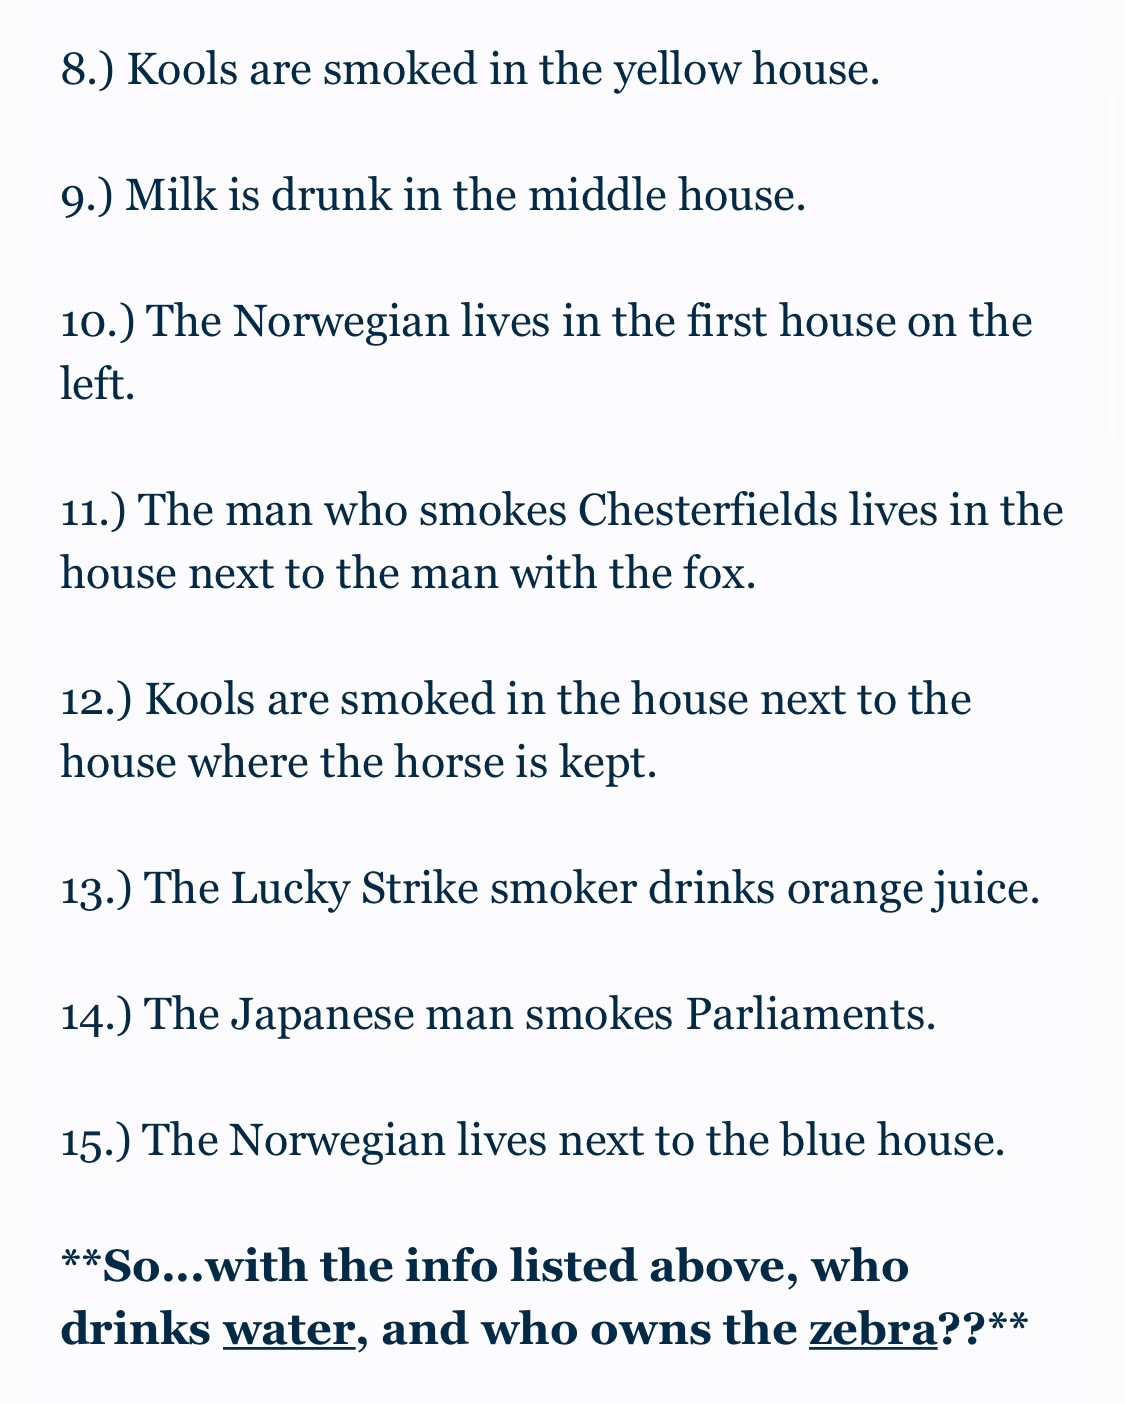 8.) Kools are smoked in the yellow house.
9.) Milk is drunk in the middle house.
10.) The Norwegian lives in the first house on the
left.
11.) The man who smokes Chesterfields lives in the
house next to the man with the fox.
12.) Kools are smoked in the house next to the
house where the horse is kept.
13.) The Lucky Strike smoker drinks orange juice.
14.) The Japanese man smokes Parliaments.
15.) The Norwegian lives next to the blue house.
**So...with the info listed above, who
drinks water, and who owns the zebra??**